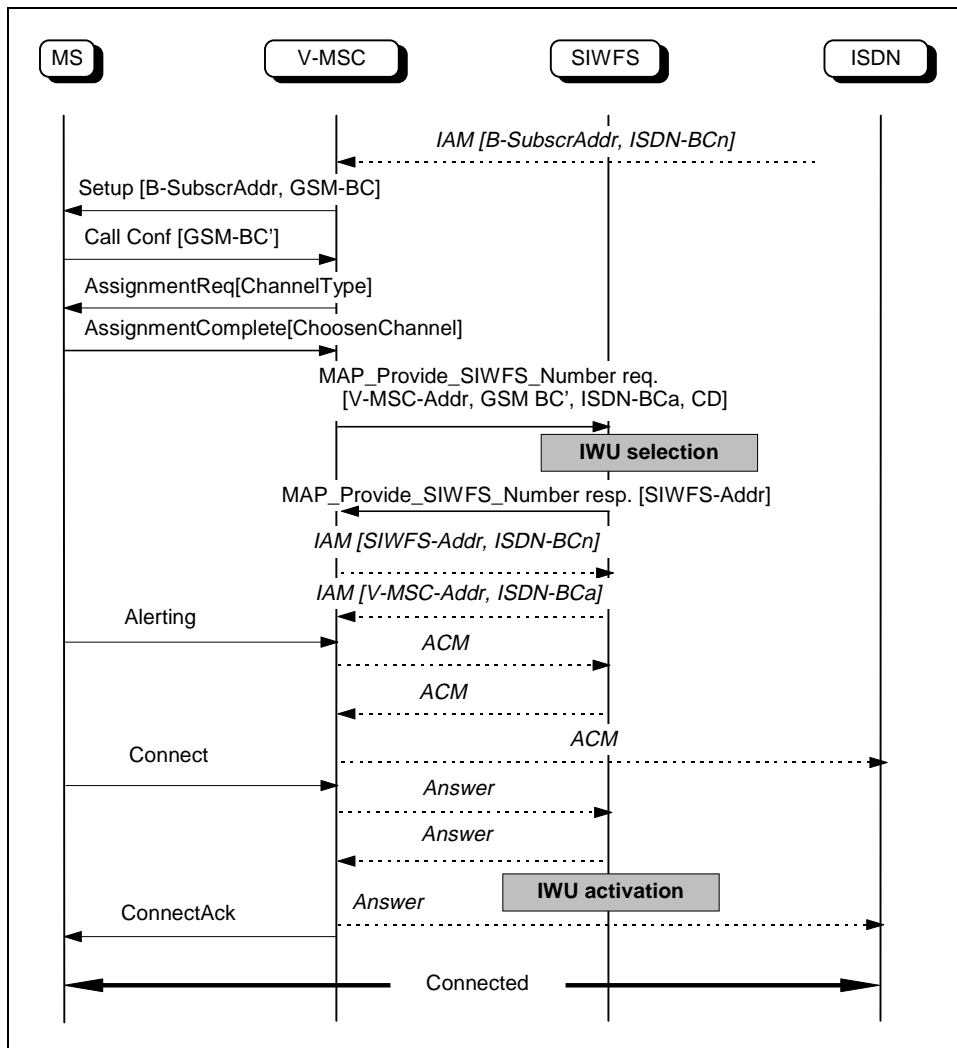 MS
V-MSC
SIWFS
ISDN
IAM [B-SubscrAddr, ISDN-BCn]
Setup [B-SubscrAddr, GSM-BC]
Call Conf [GSM-BC’]
AssignmentReq[ChannelType]
AssignmentComplete[ChoosenChannel]
MAP_Provide_SIWFS_Number req.
[V-MSC-Addr, GSM BC’, ISDN-BCa, CD]
IWU selection
MAP_Provide_SIWFS_Number resp. [SIWFS-Addr]
IAM [SIWFS-Addr, ISDN-BCn]
IAM [V-MSC-Addr, ISDN-BCa]
Alerting
ACM
ACM
Connect
ACM
Answer
Answer
IWU activation
ConnectAck
Answer
Connected